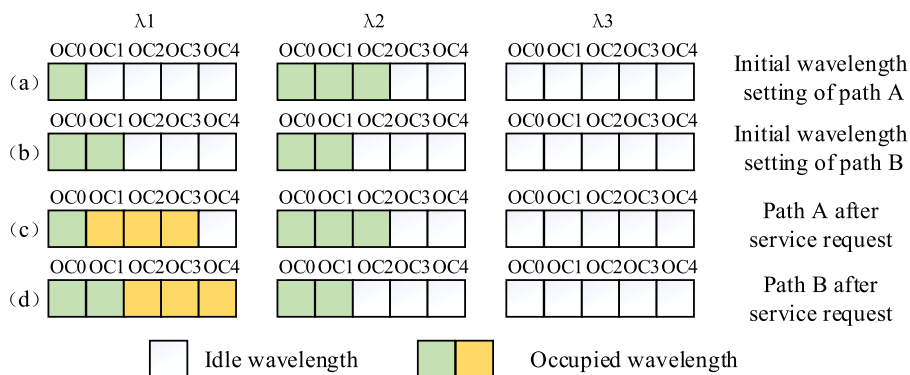 λ1 λ2 λ3
OC0 OC1 OC2 OC3 OC4 OC0 OC1 OC2 OC3 OC4 OC0 OC1 OC2 OC3 OC4
(a) Initial wavelength
setting of path A
OC0 OC1 OC2 OC3 OC4 OC0 OC1 OC2 OC3 OC4 OC0 OC1 OC2 OC3 OC4
(b) Initial wavelength
setting of path B
OC0 OC1 OC2 OC3 OC4 OC0 OC1 OC2 OC3 OC4 OC0 OC1 OC2 OC3 OC4
(c) Path A after
service request
OC0 OC1 OC2 OC3 OC4 OC0 OC1 OC2 OC3 OC4 OC0 OC1 OC2 OC3 OC4
(d) Path B after
service request
Idle wavelength Occupied wavelength